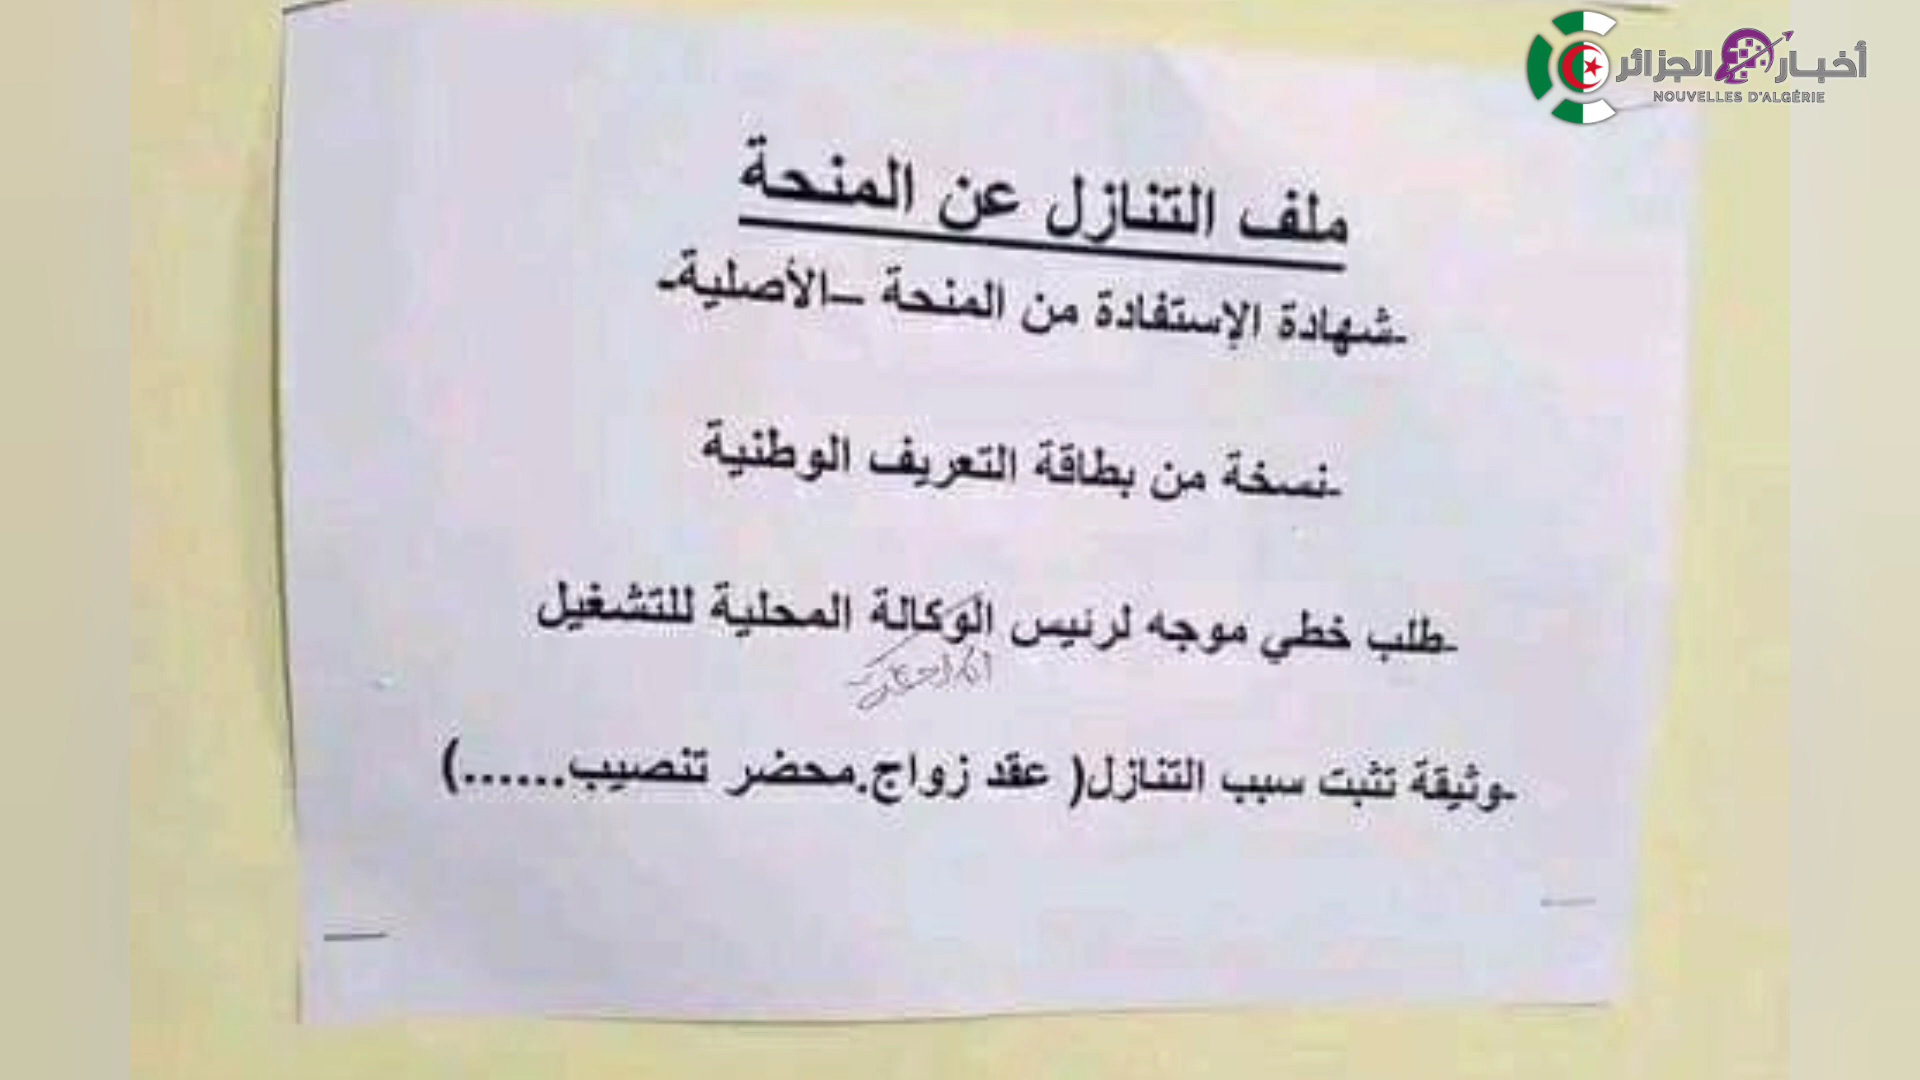 أخبار الجزائر
NOUVELLES D'ALGÉRIE
ملف التنازل عن المنحة
-شهادة الإستفادة من المنحة –الأصلية-
-نسخة من بطاقة التعريف الوطنية
-طلب خطي موجه لرئيس الوكالة المحلية للتشغيل
-وثيقة تثبت سبب التنازل( عقد زواج.محضر تنصيب......)